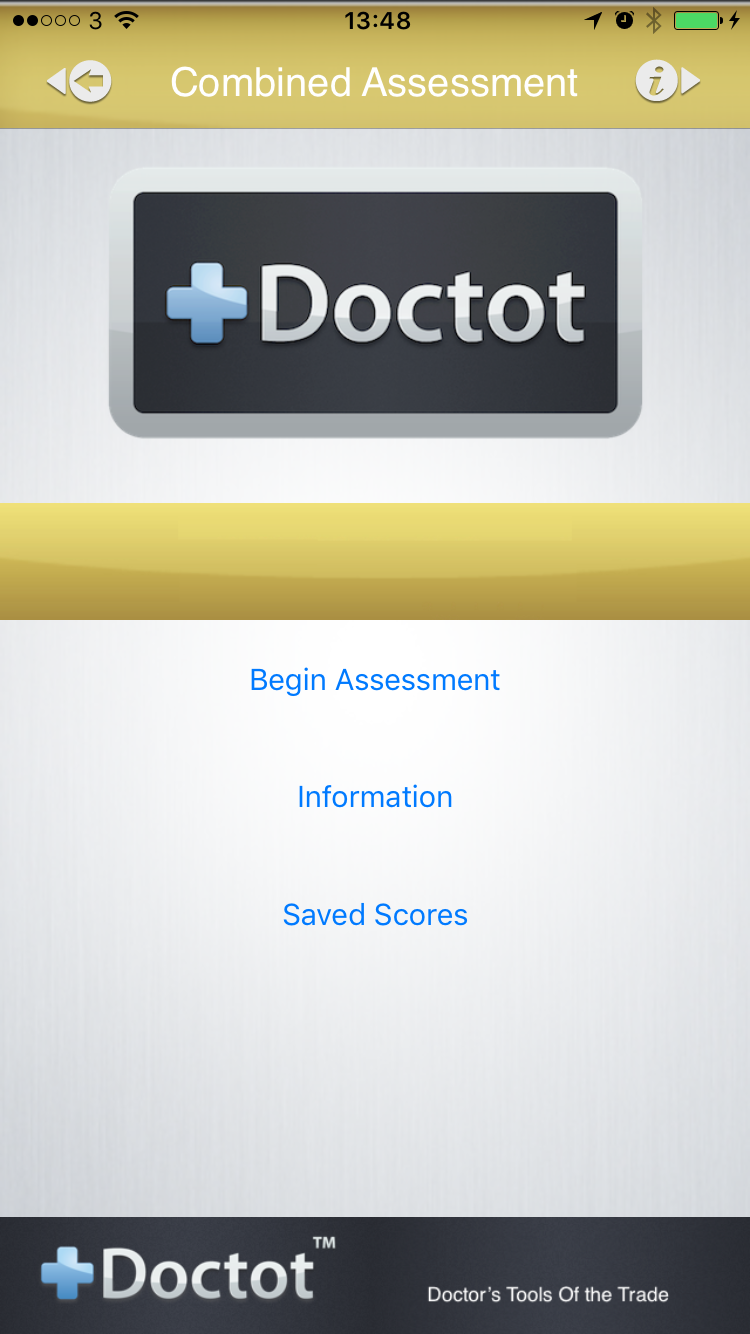 3 13:48
Combined Assessment
Doctot
Begin Assessment
Information
Saved Scores
Doctot™
Doctor's Tools Of the Trade